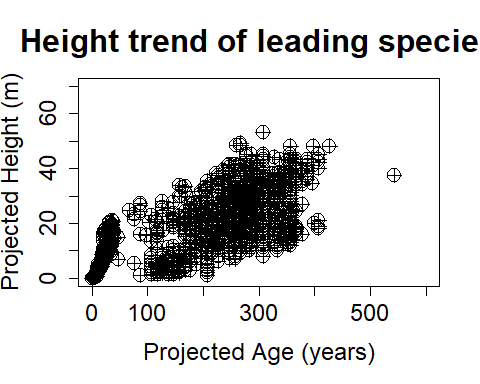 Height trend of leading specie
Projected Height (m)
60
40
20
0
0 100 300 500
Projected Age (years)